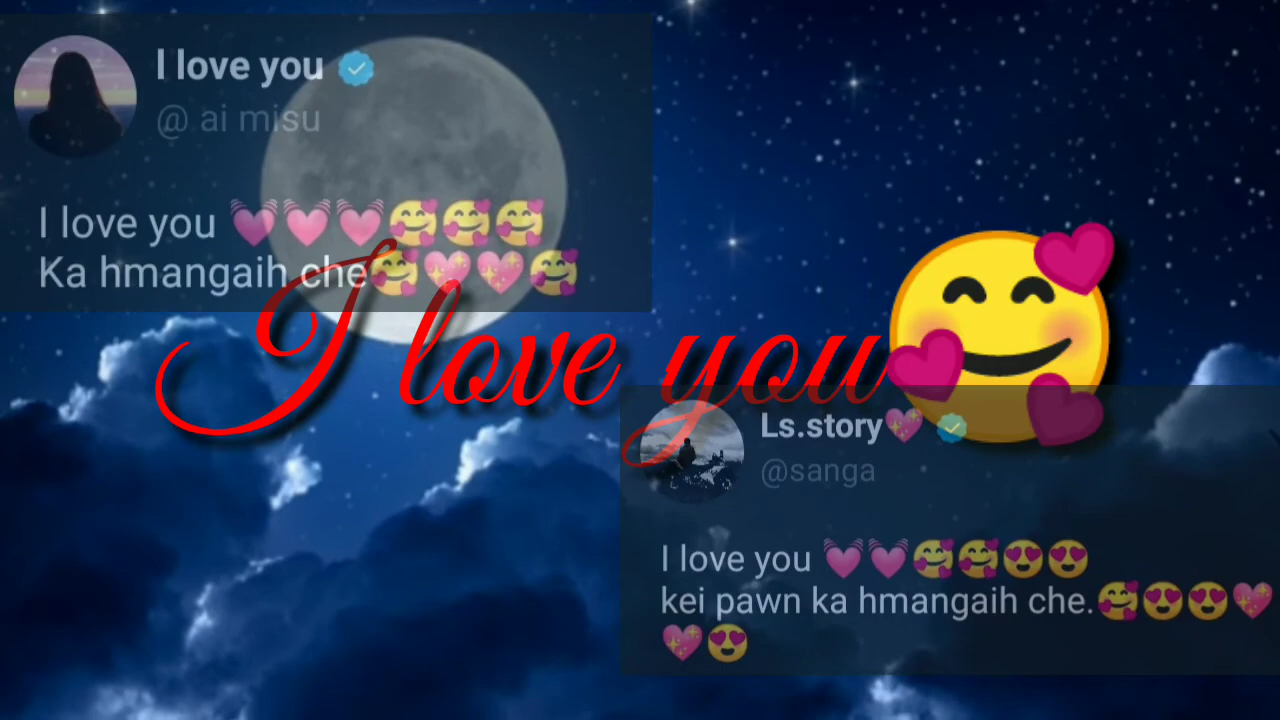 I love you
@ ai misu
I love you 💓💗💗🥰🥰🥰
Ka hmangaih che🥰💖💖🥰
I love you🥰
Ls.story💖
@sanga
I love you 💓💓🥰🥰😍😍
kei pawn ka hmangaih che.🥰😍😍💖
💖😍